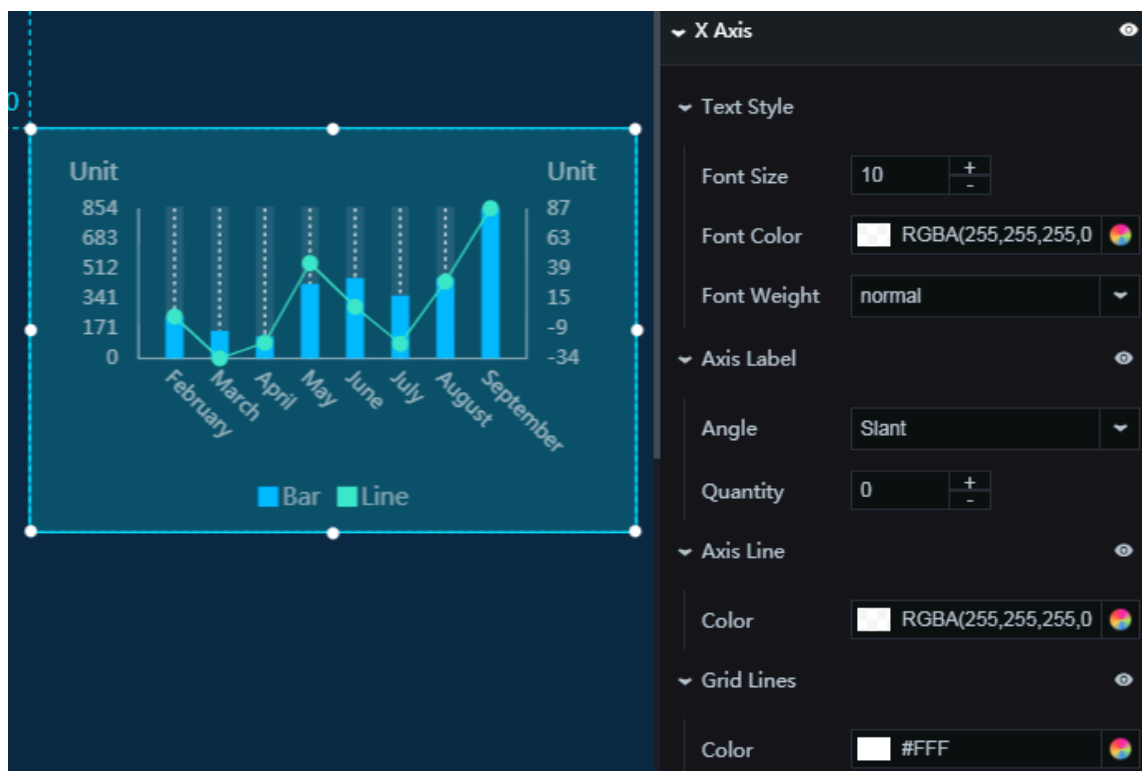 0
Unit
Unit
854
683
512
341
171
0
87
63
39
15
-9
-34
February
March
April
May
June
July
August
September
Bar
Line
X Axis
Text Style
Font Size
10
+
-
Font Color
RGBA(255,255,255,0
Font Weight
normal
Axis Label
Angle
Slant
Quantity
0
+
-
Axis Line
Color
RGBA(255,255,255,0
Grid Lines
Color
#FFF